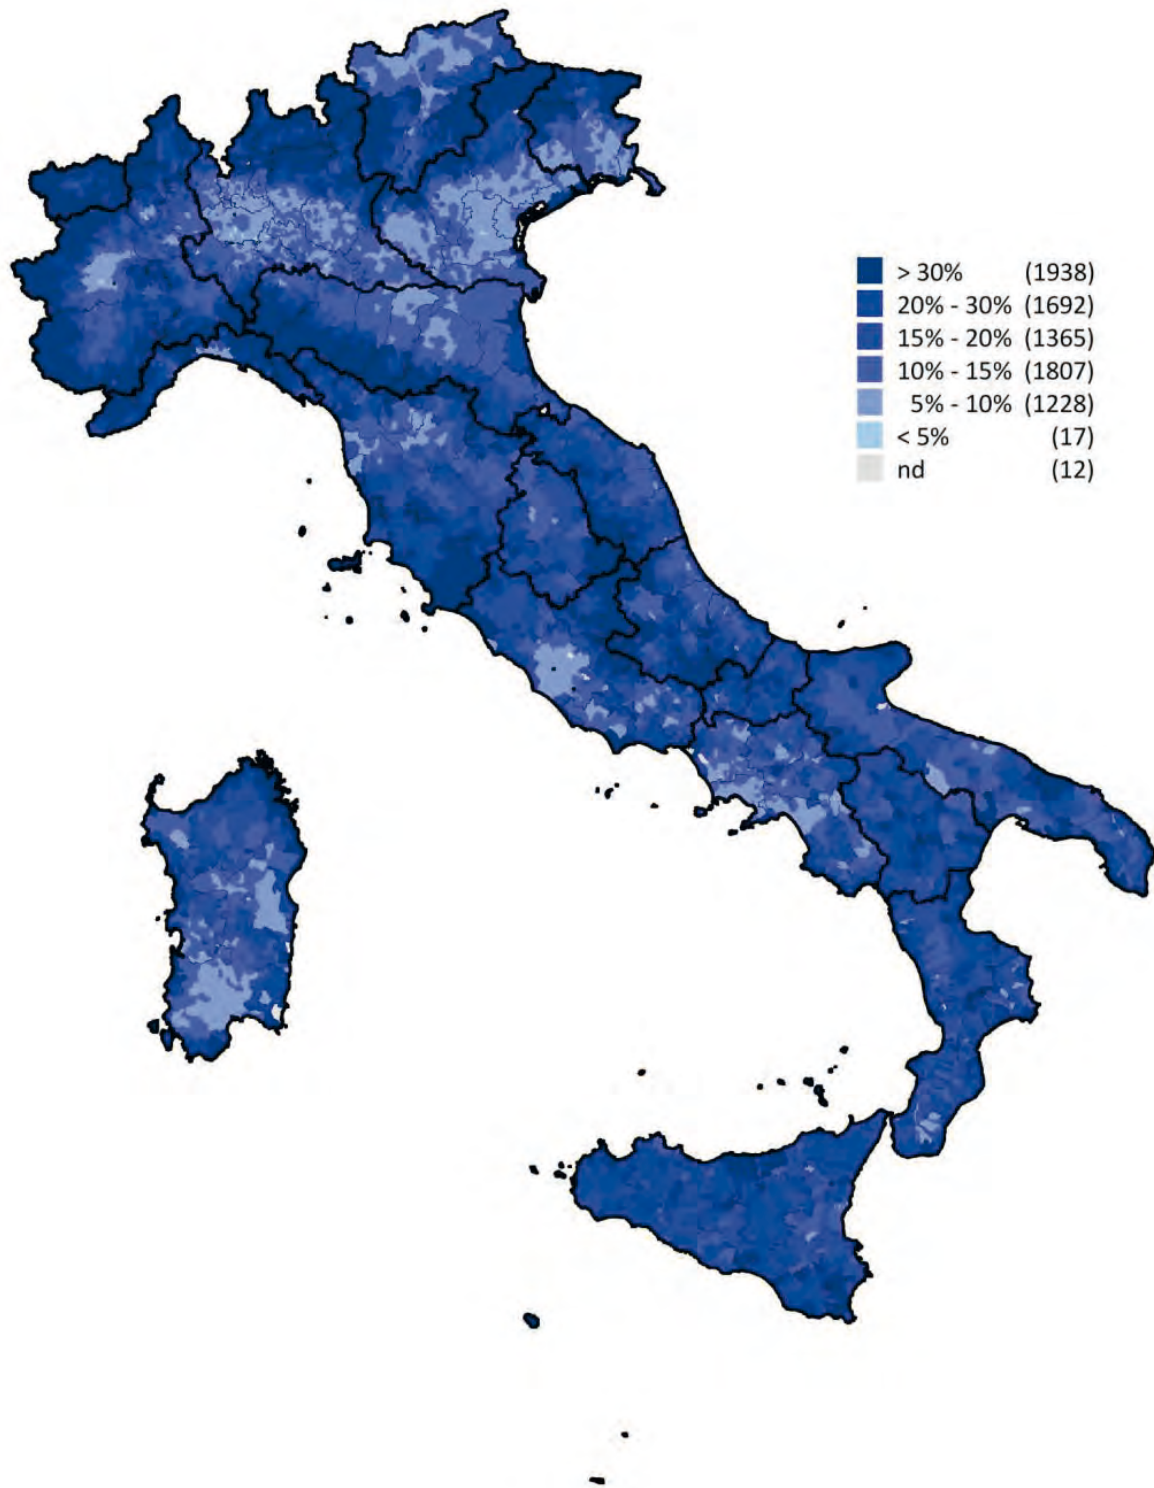 > 30% (1938)
20% - 30% (1692)
15% - 20% (1365)
10% - 15% (1807)
5% - 10% (1228)
< 5% (17)
nd (12)